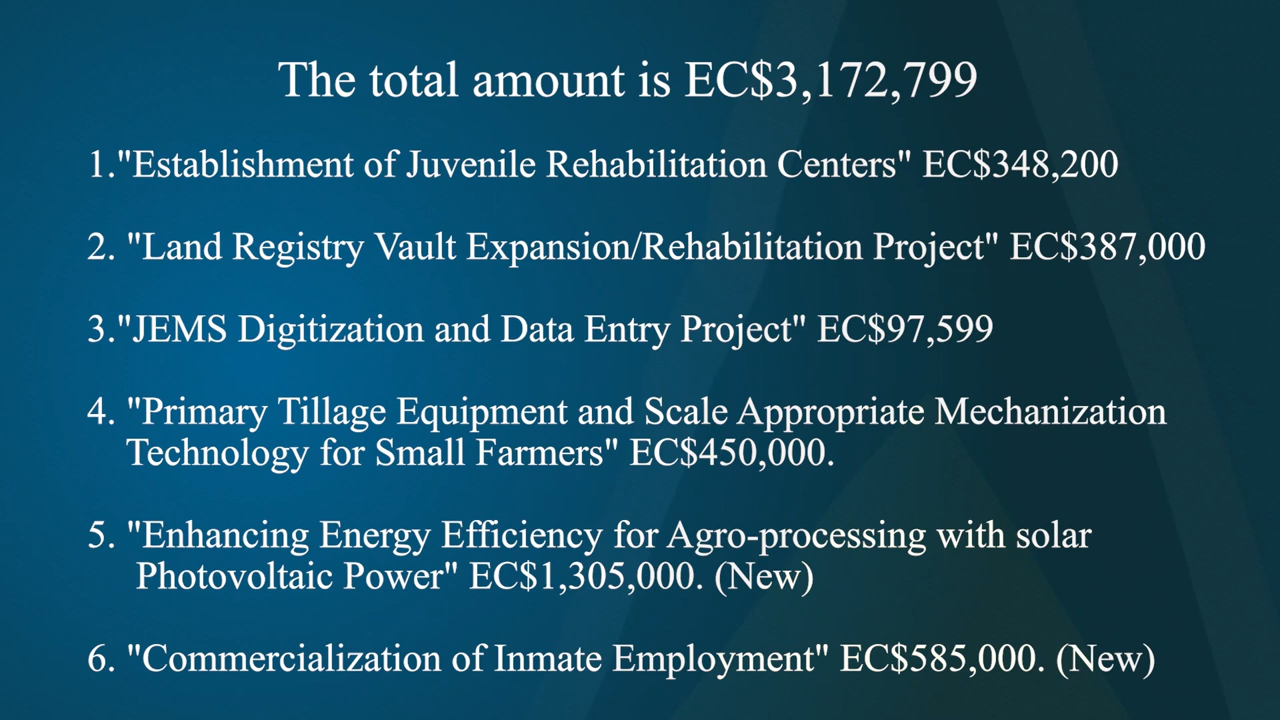 The total amount is EC$3,172,799
1."Establishment of Juvenile Rehabilitation Centers" EC$348,200
2. "Land Registry Vault Expansion/Rehabilitation Project" EC$387,000
3."JEMS Digitization and Data Entry Project" EC$97,599
4. "Primary Tillage Equipment and Scale Appropriate Mechanization
Technology for Small Farmers" EC$450,000.
5. "Enhancing Energy Efficiency for Agro-processing with solar
Photovoltaic Power" EC$1,305,000. (New)
6. "Commercialization of Inmate Employment" EC$585,000. (New)